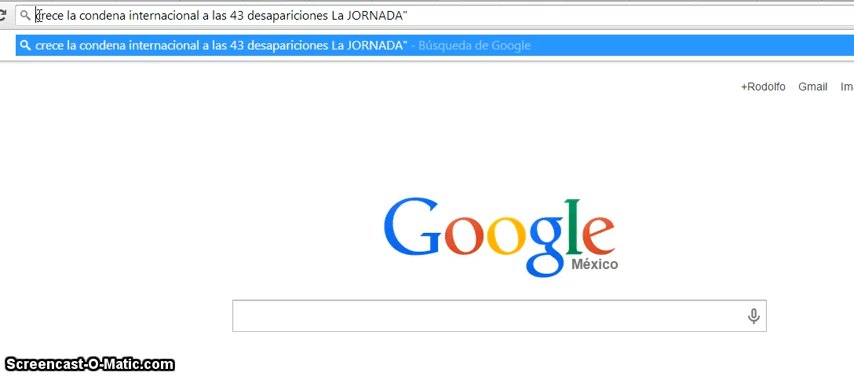 crece la condena internacional a las 43 desapariciones La JORNADA"
crece la condena internacional a las 43 desapariciones La JORNADA" - Búsqueda de Google
+Rodolfo Gmail
Google
México
Screencast-O-Matic.com